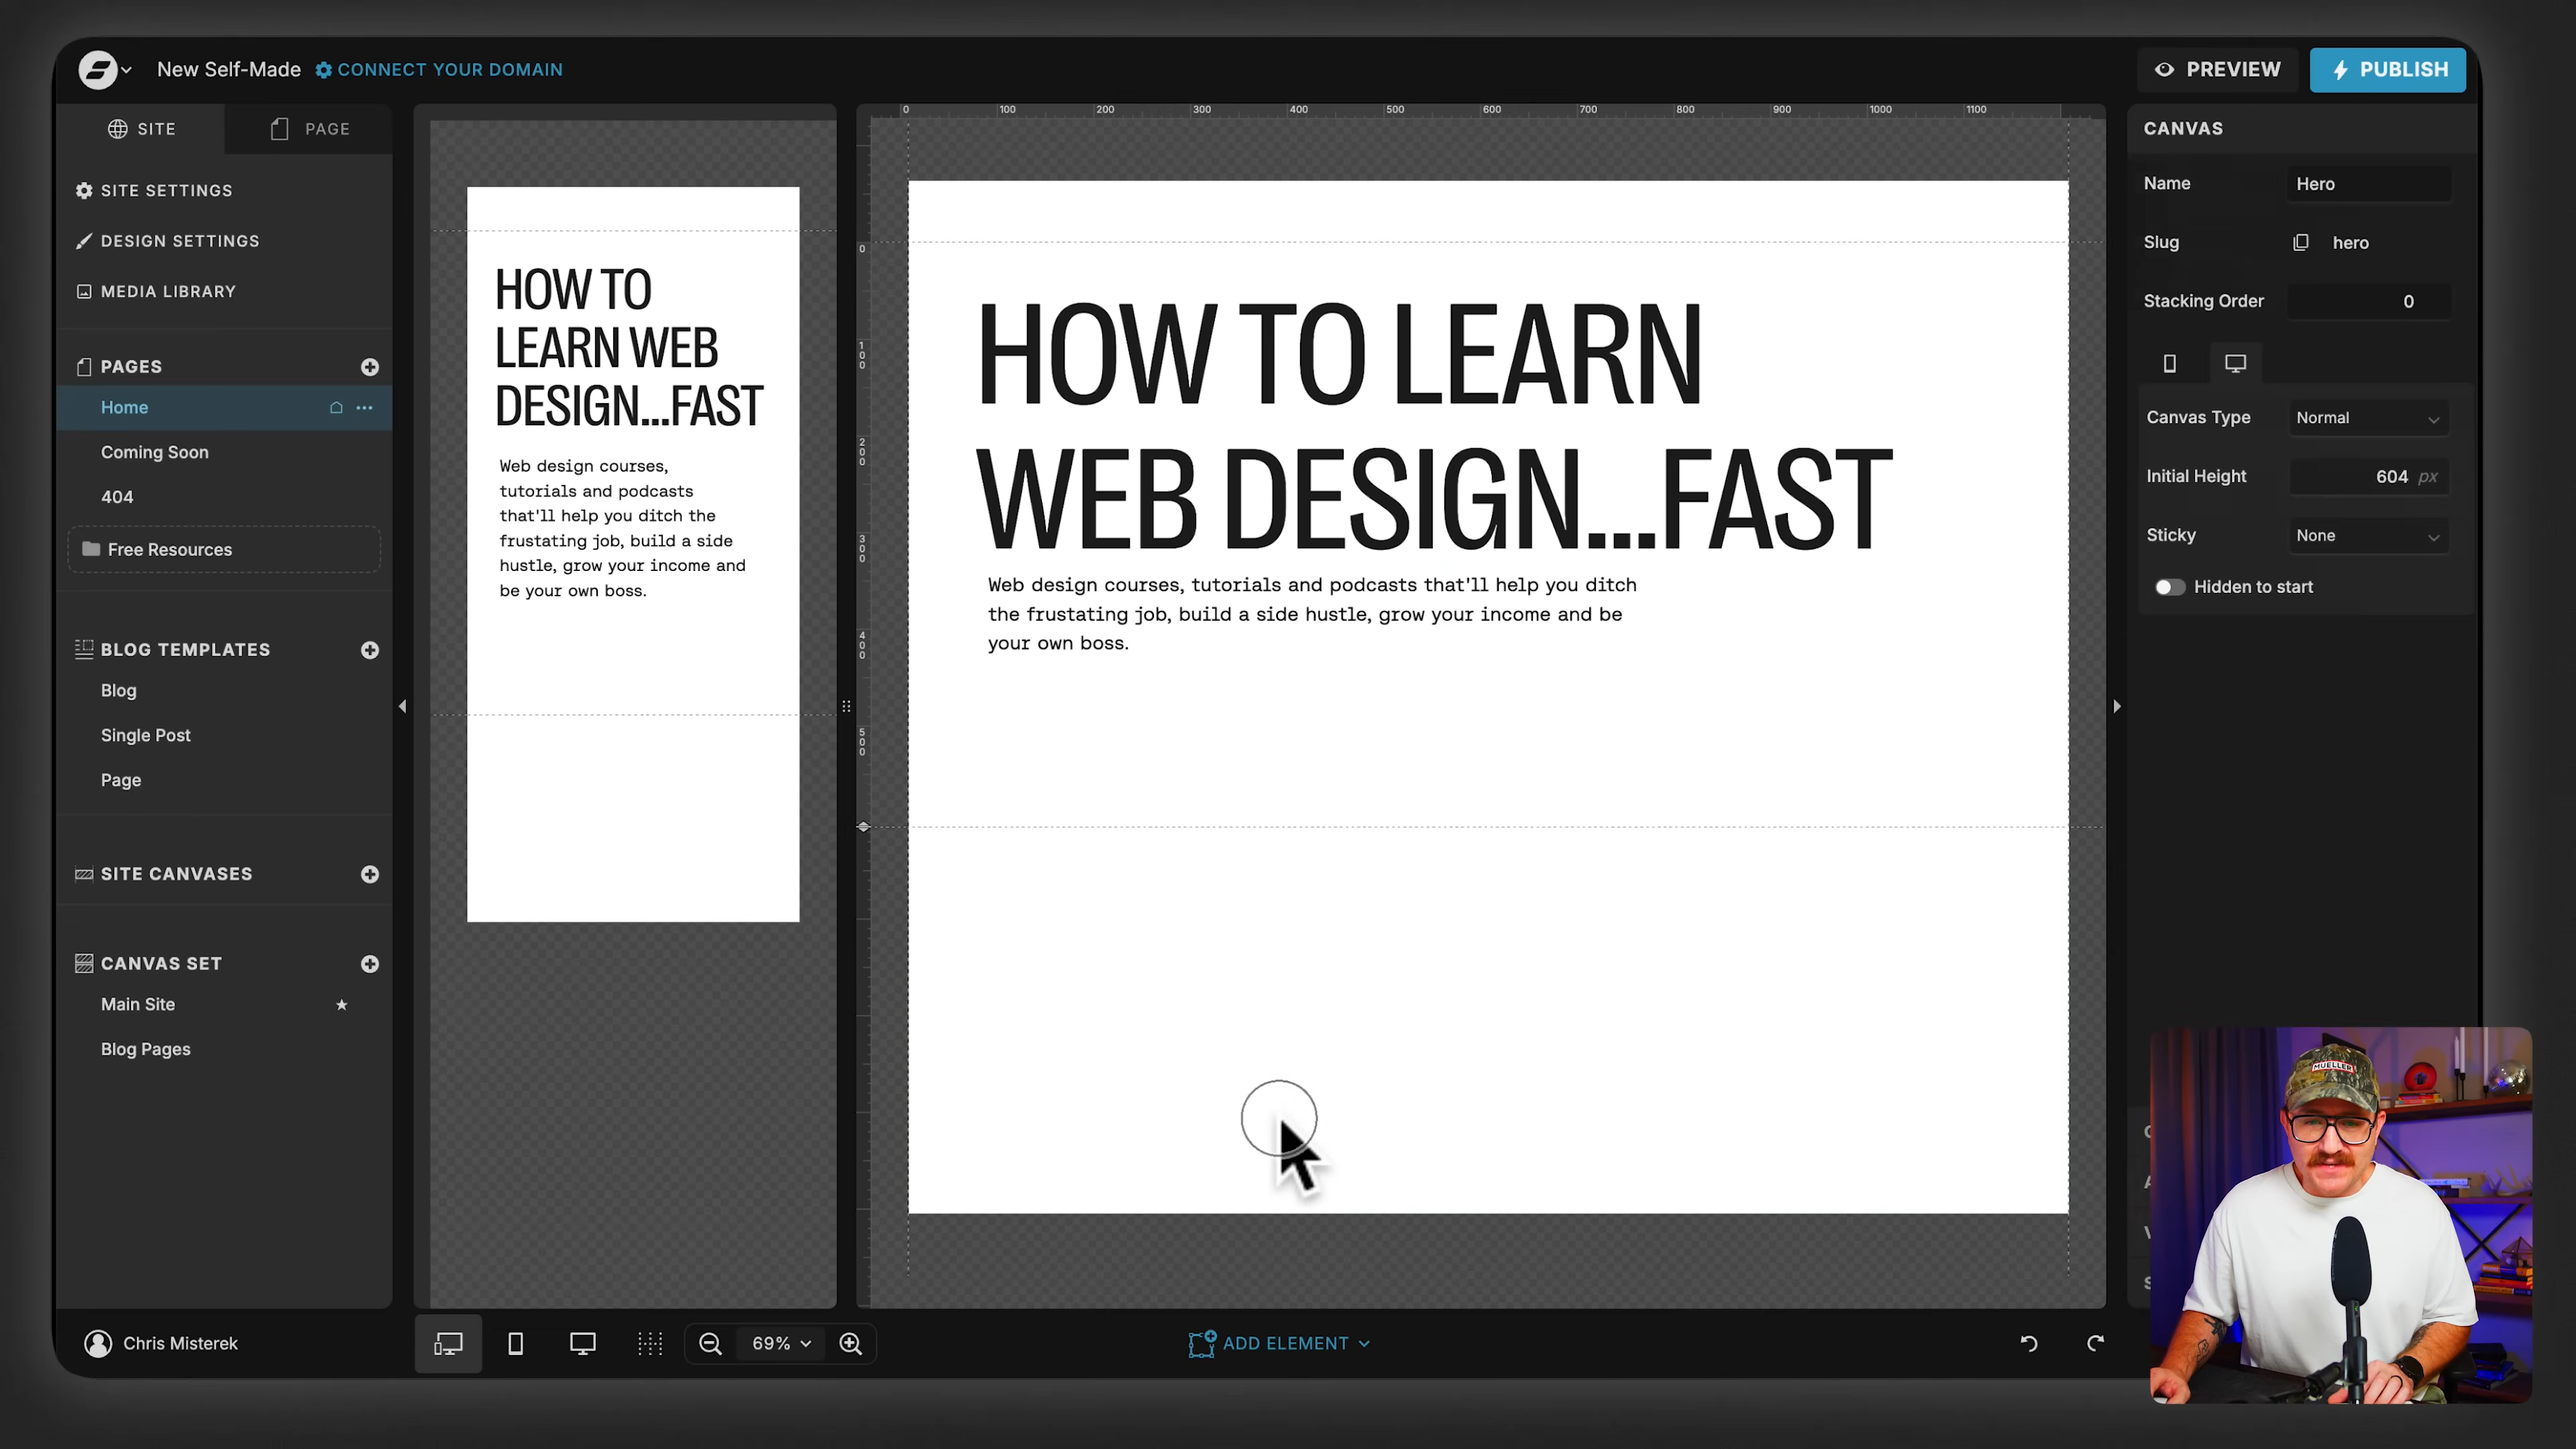 New Self-Made CONNECT YOUR DOMAIN
PREVIEW PUBLISH
SITE PAGE
SITE SETTINGS
DESIGN SETTINGS
MEDIA LIBRARY
PAGES
Home
Coming Soon
404
Free Resources
BLOG TEMPLATES
Blog
Single Post
Page
SITE CANVASES
CANVAS SET
Main Site
Blog Pages
Chris Misterek
HOW TO
LEARN WEB
DESIGN...FAST
Web design courses,
tutorials and podcasts
that'll help you ditch the
frustating job, build a side
hustle, grow your income and
be your own boss.
0 100 200 300 400 500 600 700 800 900 1000 1100
0
100
200
300
400
500
HOW TO LEARN
WEB DESIGN...FAST
Web design courses, tutorials and podcasts that'll help you ditch
the frustating job, build a side hustle, grow your income and be
your own boss.
69%
ADD ELEMENT
CANVAS
Name Hero
Slug hero
Stacking Order 0
Canvas Type Normal
Initial Height 604 px
Sticky None
Hidden to start
MUELLER